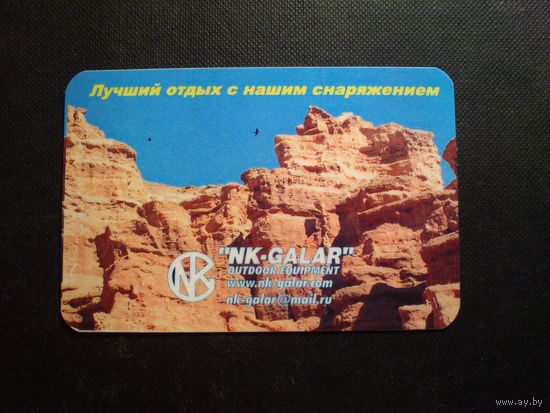 Лучший отдых с нашим снаряжением
"NK-GALAR"
NK
OUTDOOR EQUIPMENT
www.nk-galar.com
nk-galar@mail.ru
www.ay.by